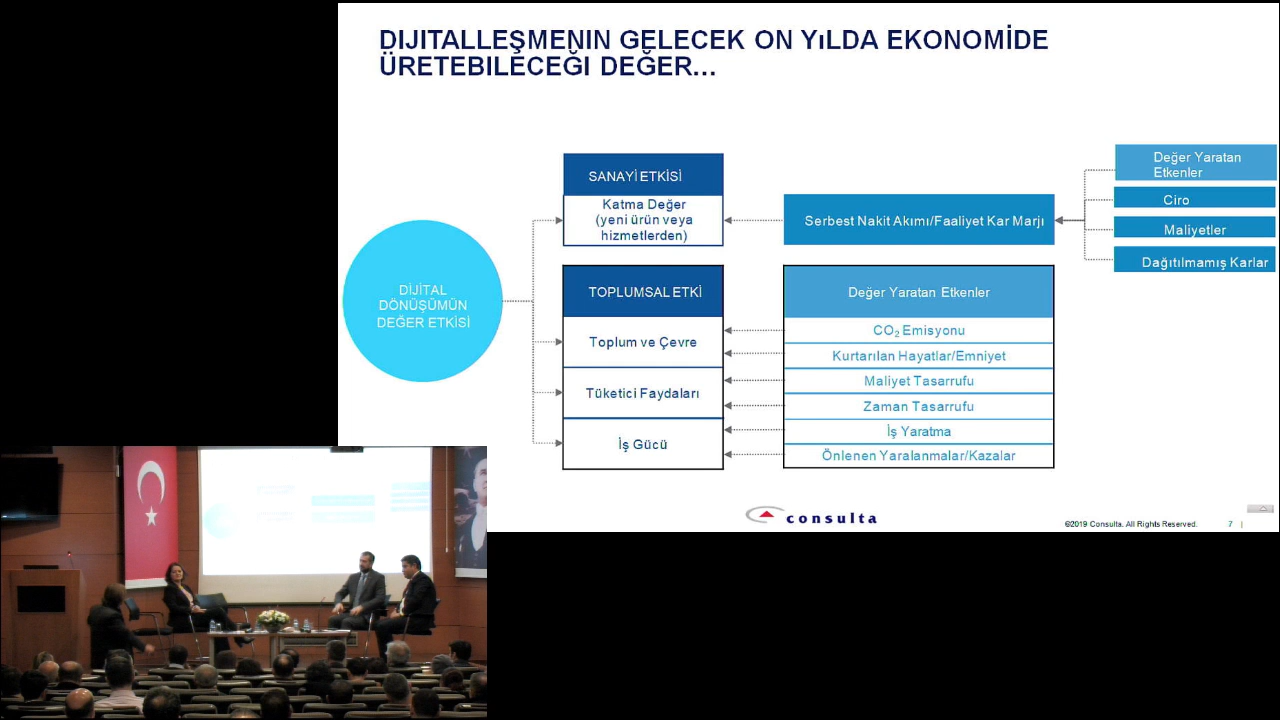 DIJITALLEŞMENIN GELECEK ON YıLDA EKONOMİDE
ÜRETEBILECEĞI DEĞER...
DİJİTAL
DÖNÜŞÜMÜN
DEĞER ETKİSİ
SANAYİ ETKİSİ
Katma Değer
(yeni ürün veya
hizmetlerden)
Serbest Nakit Akımı/Faaliyet Kar Marjı
Değer Yaratan
Etkenler
Ciro
Maliyetler
Dağıtılmamış Karlar
TOPLUMSAL ETKİ
Toplum ve Çevre
Tüketici Faydaları
İş Gücü
Değer Yaratan Etkenler
CO₂ Emisyonu
Kurtarılan Hayatlar/Emniyet
Maliyet Tasarrufu
Zaman Tasarrufu
İş Yaratma
Önlenen Yaralanmalar/Kazalar
consulta
©2019 Consulta. All Rights Reserved. 7 |